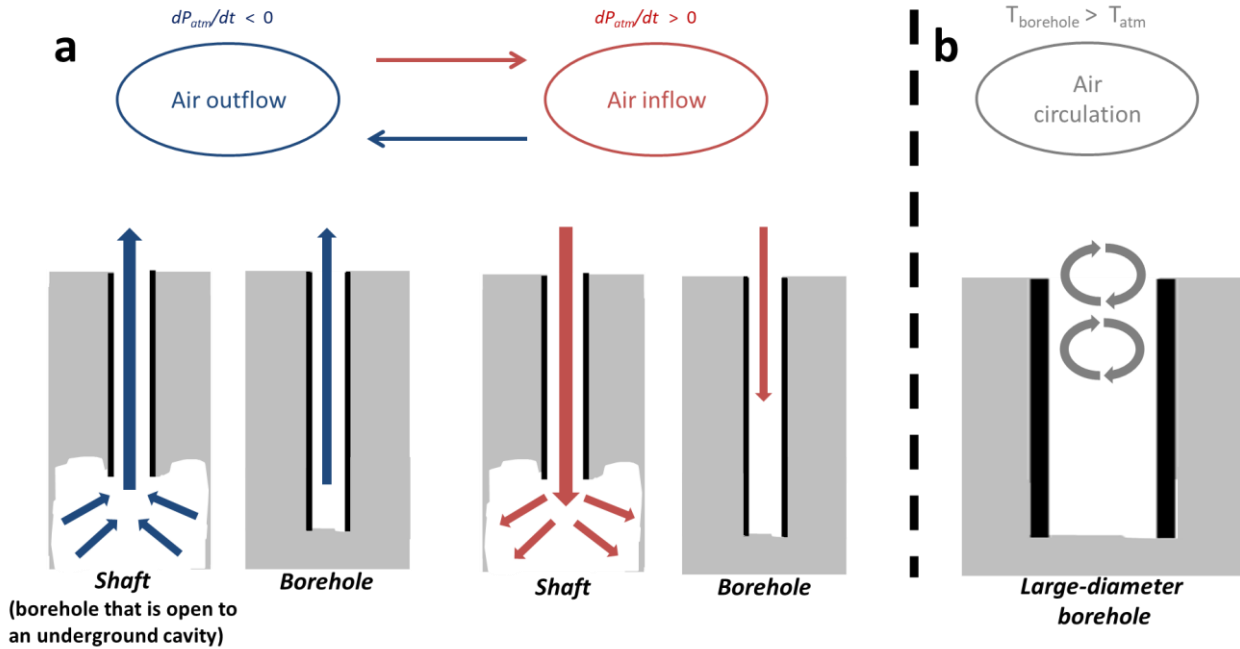 a
dPatm/dt < 0
Air outflow
dPatm/dt > 0
Air inflow
Shaft
(borehole that is open to
an underground cavity)
Borehole
Shaft
Borehole
b
Tborehole > Tatm
Air
circulation
Large-diameter
borehole